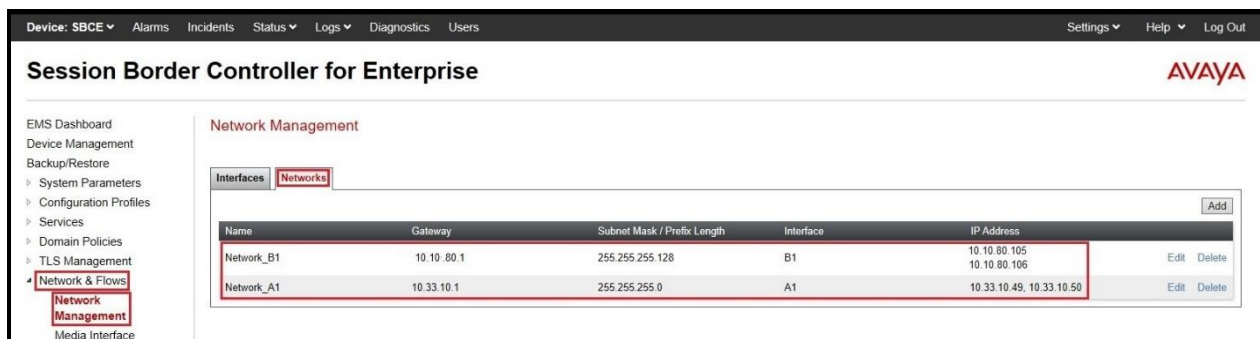 Device: SBCE Alarms Incidents Status Logs Diagnostics Users Settings Help Log Out
Session Border Controller for Enterprise
AVAYA
EMS Dashboard
Device Management
Backup/Restore
System Parameters
Configuration Profiles
Services
Domain Policies
TLS Management
Network & Flows
Network
Management
Media Interface
Network Management
Interfaces Networks
Add
Name Gateway Subnet Mask / Prefix Length Interface IP Address
Network_B1 10.10 .80.1 255.255.255.128 B1 10.10.80.105
10.10.80.106
Edit Delete
Network_A1 10.33.10.1 255.255.255.0 A1 10.33.10.49, 10.33.10.50 Edit Delete